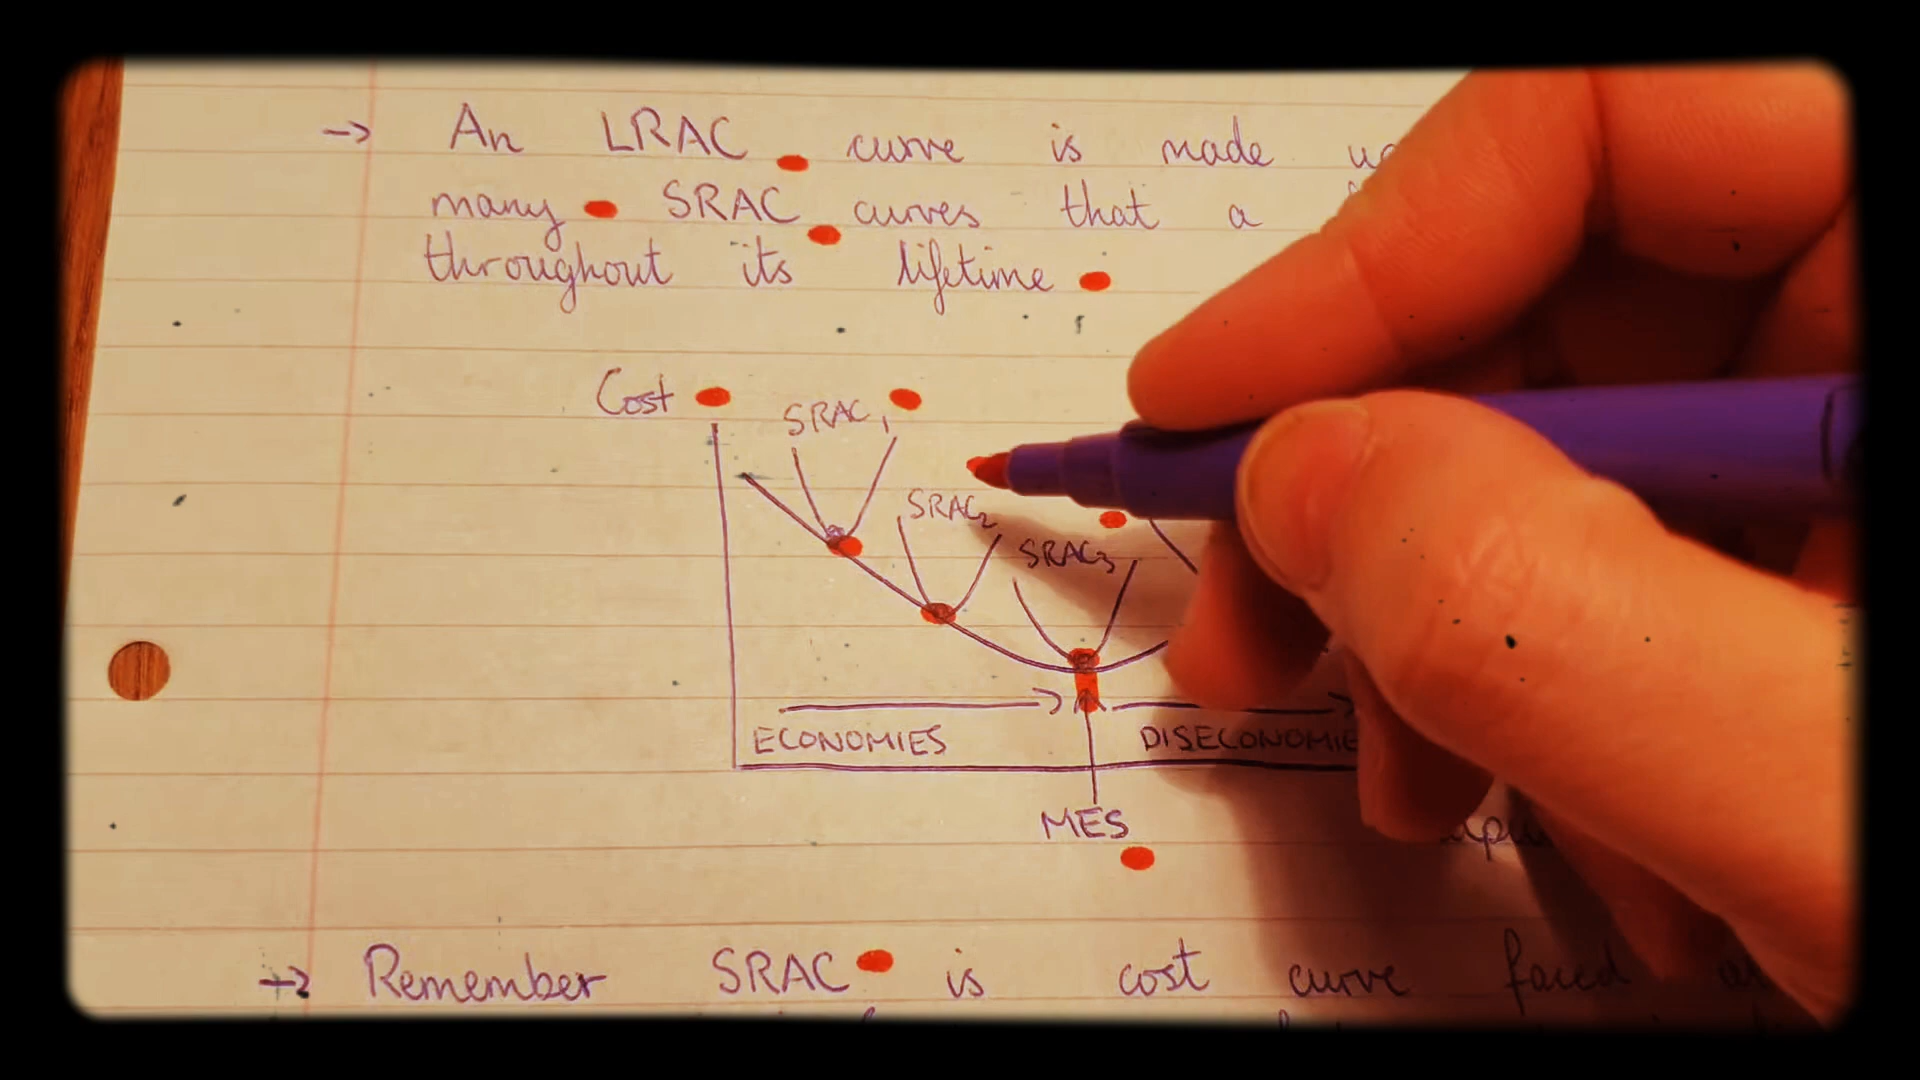 → An LRAC curve is made
many SRAC curves that a
throughout its lifetime
Cost
SRAC1
SRAC2
SRAC3
ECONOMIES
DISECONOMIE
MES
→ Remember SRAC is cost curve faced